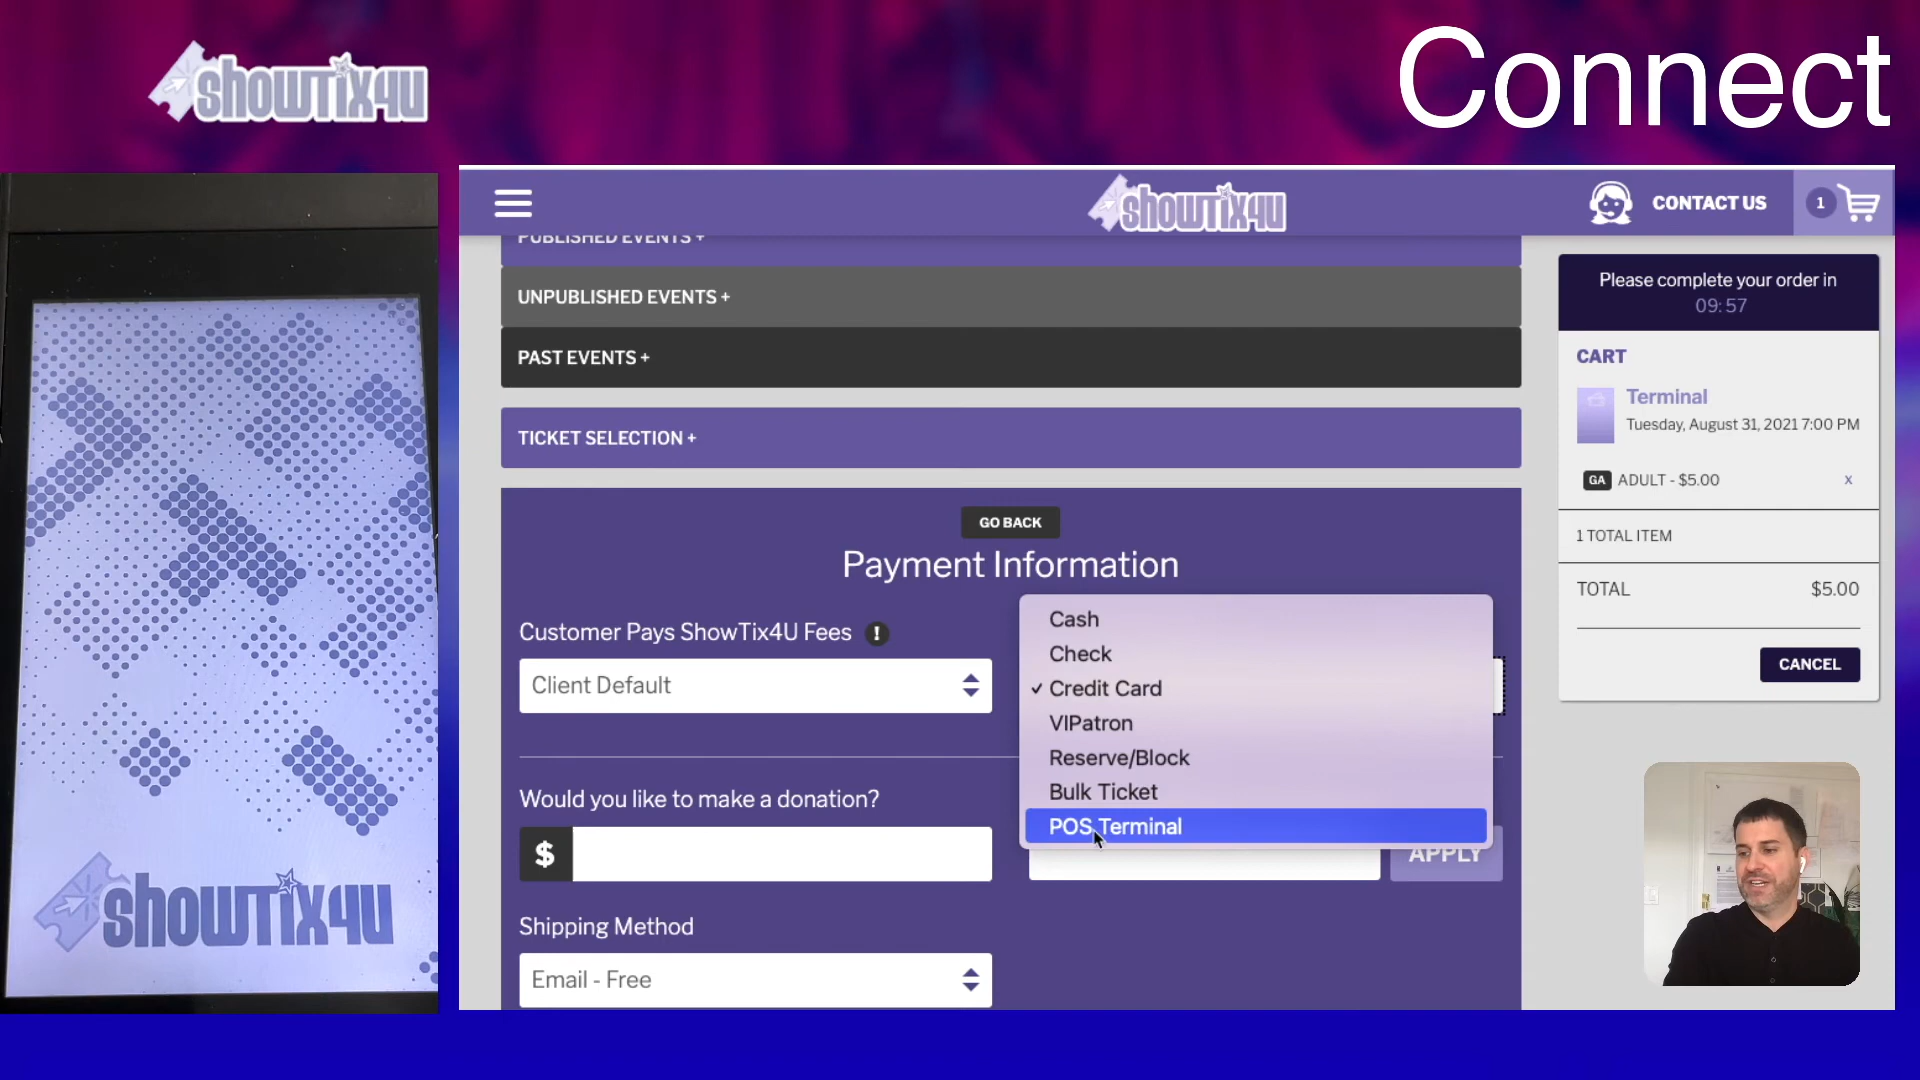 showTix4U
Connect
showTix4U
CONTACT US
1
PUBLISHED EVENTS +
UNPUBLISHED EVENTS +
PAST EVENTS +
TICKET SELECTION +
GO BACK
Payment Information
Customer Pays ShowTix4U Fees !
Client Default
Cash
Check
✓ Credit Card
VIPatron
Reserve/Block
Bulk Ticket
POS Terminal
Would you like to make a donation?
$
APPLY
Shipping Method
Email - Free
Please complete your order in
09:57
CART
Terminal
Tuesday, August 31, 2021 7:00 PM
GA ADULT - $5.00 x
1 TOTAL ITEM
TOTAL $5.00
CANCEL
showTix4U